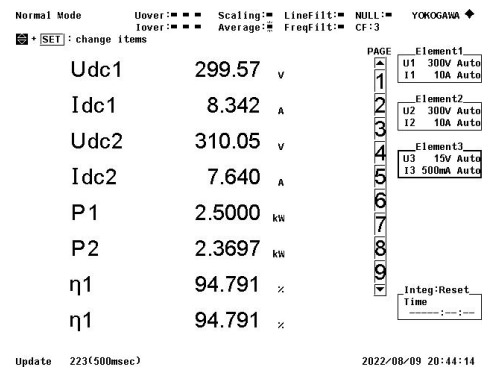 Normal Mode Uover: Scaling: LineFilt: NULL: YOKOGAWA
Iover: Average: FreqFilt: CF:3
+ SET : change items
PAGE
Udc1 299.57 V
Idc1 8.342 A
Udc2 310.05 V
Idc2 7.640 A
P1 2.5000 kW
P2 2.3697 kW
η1 94.791 %
η1 94.791 %
1
2
3
4
5
6
7
8
9
Element1
U1 300V Auto
I1 10A Auto
Element2
U2 300V Auto
I2 10A Auto
Element3
U3 15V Auto
I3 500mA Auto
Integ:Reset
Time
-----:--:--
Update 223(500msec) 2022/08/09 20:44:14